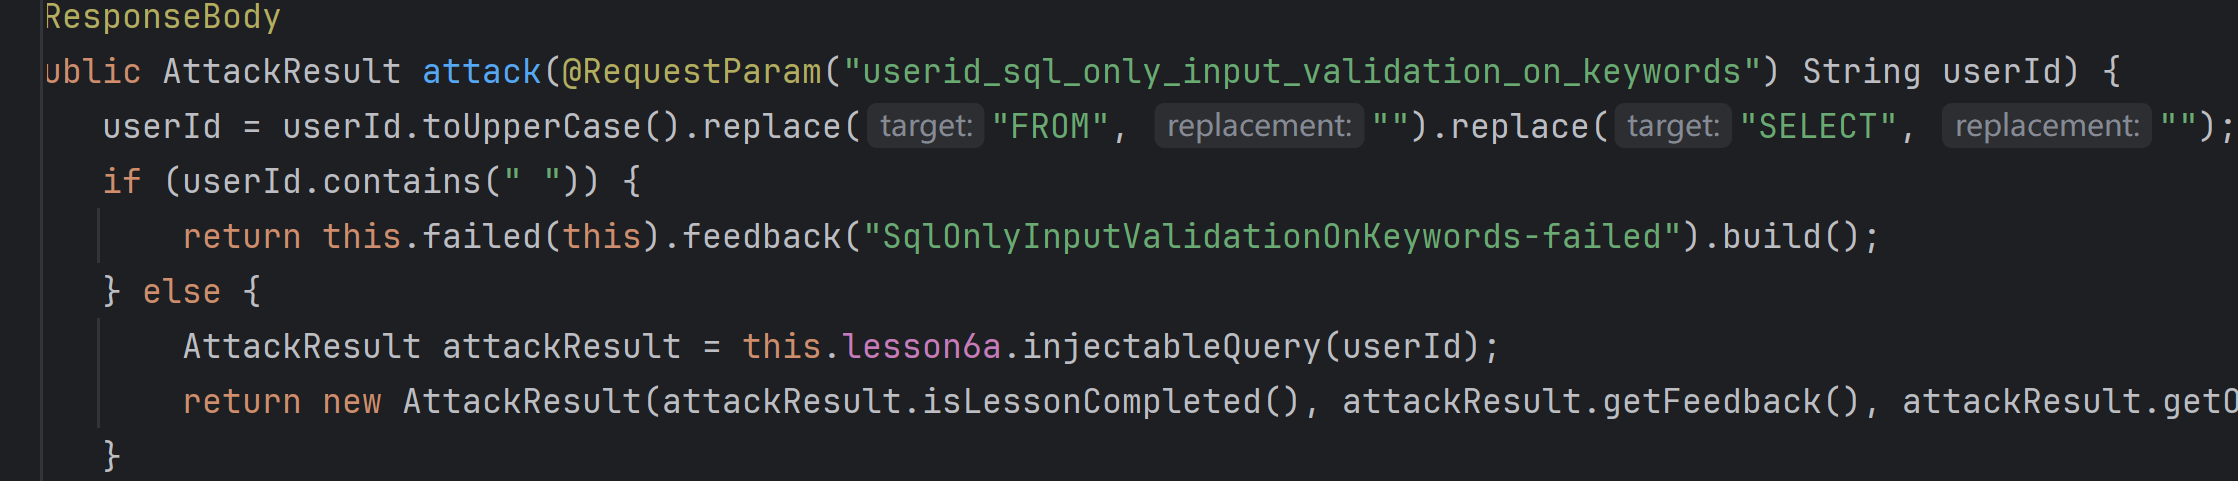 ResponseBody
ublic AttackResult attack(@RequestParam("userid_sql_only_input_validation_on_keywords") String userId) {
userId = userId.toUpperCase().replace( target: "FROM", replacement: "").replace( target: "SELECT", replacement: "");
if (userId.contains(" ")) {
return this.failed(this).feedback("SqlOnlyInputValidationOnKeywords-failed").build();
} else {
AttackResult attackResult = this.lesson6a.injectableQuery(userId);
return new AttackResult(attackResult.isLessonCompleted(), attackResult.getFeedback(), attackResult.getO
}